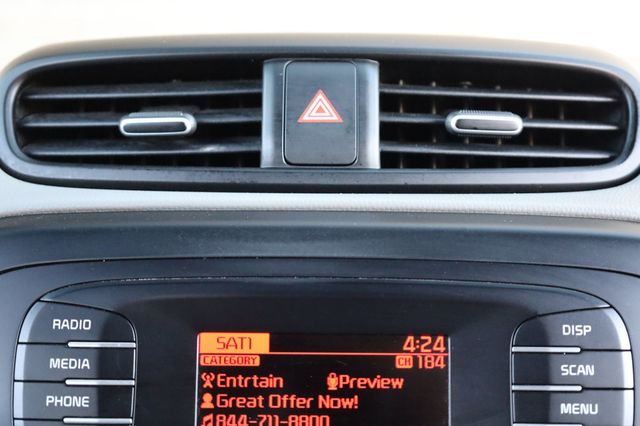 RADIO
MEDIA
PHONE
SAT1 4:24
CATEGORY CH 184
Entrtain Preview
Great Offer Now!
844-711-8800
DISP
SCAN
MENU